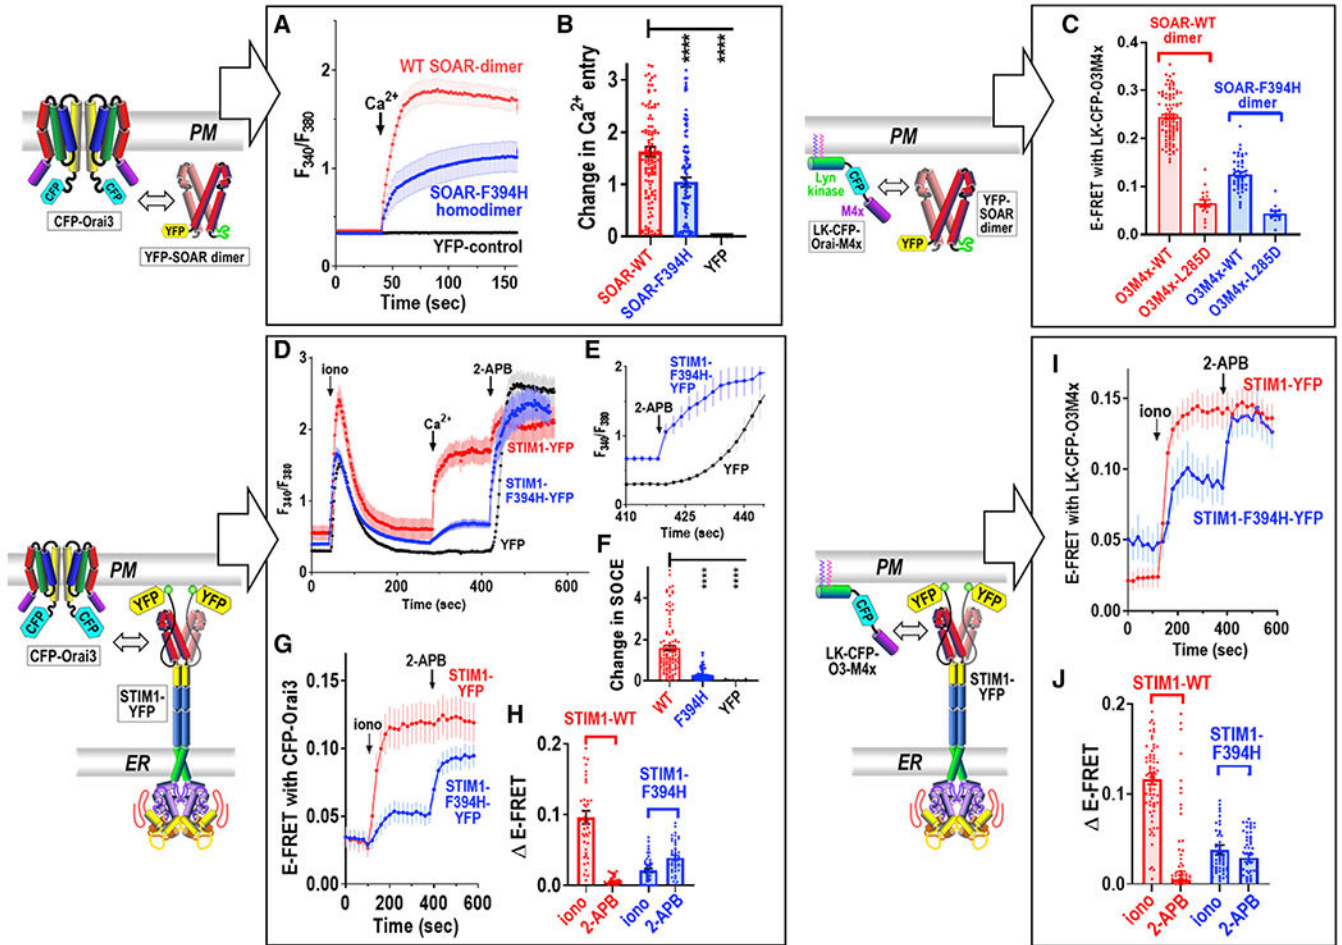 A
WT SOAR-dimer
Ca2+
SOAR-F394H
homodimer
YFP-control
F340/F380
0
1
2
0 50 100 150
Time (sec)
PM
CFP CFP
CFP-Orai3
YFP
YFP-SOAR dimer
B
****
****
Change in Ca2+ entry
0
1
2
3
SOAR-WT
SOAR-F394H
YFP
PM
Lyn
kinase
CFP
M4x
LK-CFP-
Orai-M4x
YFP
YFP-
SOAR
dimer
C
SOAR-WT
dimer
SOAR-F394H
dimer
E-FRET with LK-CFP-O3M4x
0.0
0.1
0.2
0.3
0.4
O3M4x-WT
O3M4x-L285D
O3M4x-WT
O3M4x-L285D
D
iono
Ca2+
2-APB
STIM1-YFP
STIM1-
F394H-YFP
YFP
F340/F380
0
1
2
3
0 200 400 600
Time (sec)
E
STIM1-
F394H-
YFP
2-APB
YFP
F340/F380
0
1
2
410 425 440
Time (sec)
F
****
****
Change in SOCE
0
2
4
WT
F394H
YFP
PM
CFP CFP
CFP-Orai3
YFP YFP
STIM1-
YFP
ER
G
2-APB
STIM1-
YFP
iono
STIM1-
F394H-
YFP
E-FRET with CFP-Orai3
0.00
0.05
0.10
0.15
0 200 400 600
Time (sec)
H
STIM1-WT
STIM1-
F394H
Δ E-FRET
0.0
0.1
0.2
iono
2-APB
iono
2-APB
PM
CFP
LK-CFP-
O3-M4x
YFP YFP
STIM1-
YFP
ER
I
2-APB
STIM1-YFP
iono
STIM1-F394H-YFP
E-FRET with LK-CFP-O3M4x
0.00
0.05
0.10
0.15
0 200 400 600
Time (sec)
J
STIM1-WT
STIM1-
F394H
Δ E-FRET
0.0
0.1
0.2
iono
2-APB
iono
2-APB